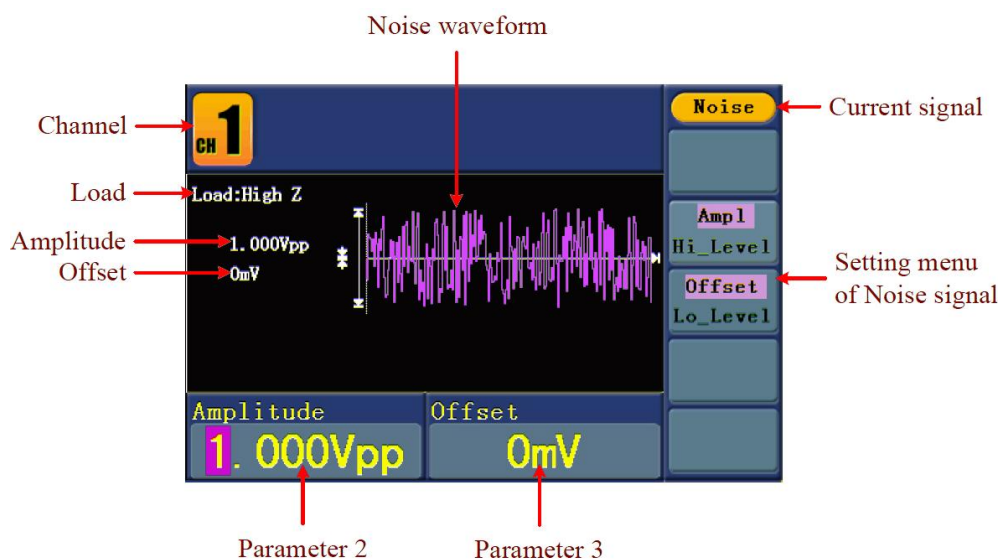 Noise waveform
Channel
CH 1
Noise
Current signal
Load
Load:High Z
Amplitude
1.000Vpp
Offset
0mV
Ampl
Hi_Level
Offset
Lo_Level
Setting menu
of Noise signal
Amplitude
Offset
1.000Vpp
0mV
Parameter 2
Parameter 3